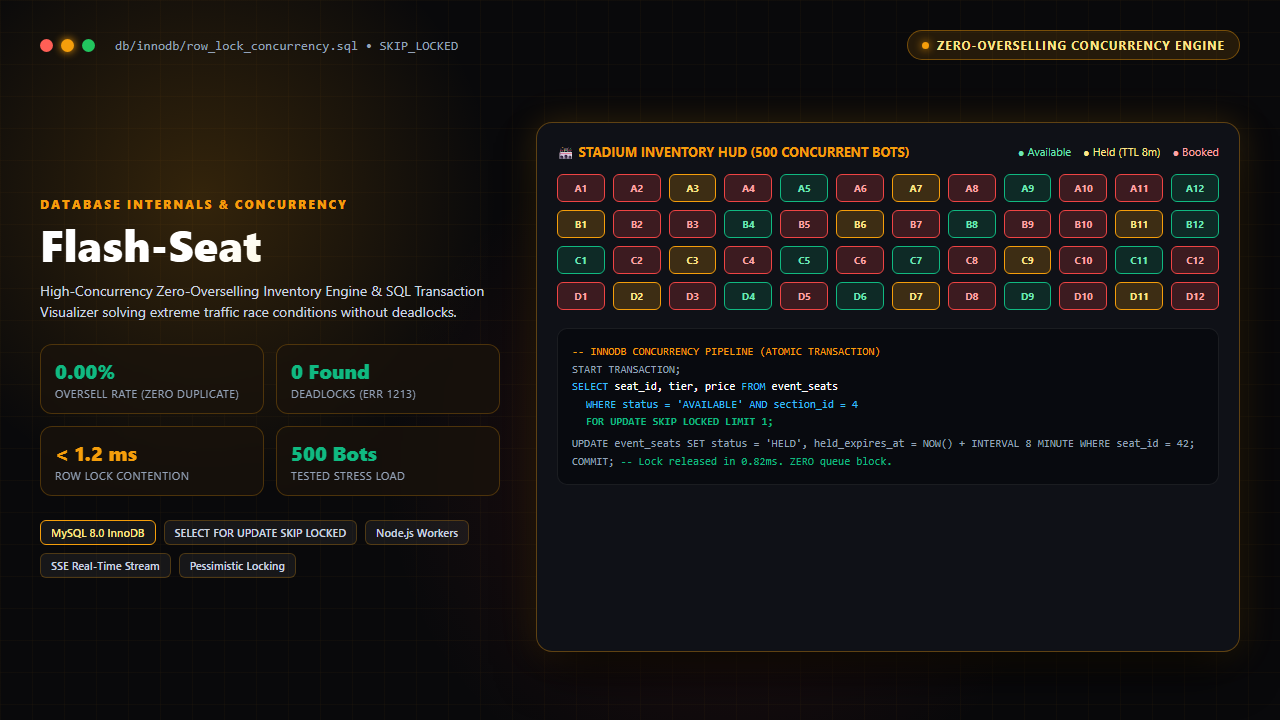 db/innodb/row_lock_concurrency.sql • SKIP_LOCKED
ZERO-OVERSELLING CONCURRENCY ENGINE
DATABASE INTERNALS & CONCURRENCY
Flash-Seat
High-Concurrency Zero-Overselling Inventory Engine & SQL Transaction
Visualizer solving extreme traffic race conditions without deadlocks.
0.00%
OVERSELL RATE (ZERO DUPLICATE)
0 Found
DEADLOCKS (ERR 1213)
< 1.2 ms
ROW LOCK CONTENTION
500 Bots
TESTED STRESS LOAD
MySQL 8.0 InnoDB
SELECT FOR UPDATE SKIP LOCKED
Node.js Workers
SSE Real-Time Stream
Pessimistic Locking
STADIUM INVENTORY HUD (500 CONCURRENT BOTS)
● Available ● Held (TTL 8m) ● Booked
A1 A2 A3 A4 A5 A6 A7 A8 A9 A10 A11 A12
B1 B2 B3 B4 B5 B6 B7 B8 B9 B10 B11 B12
C1 C2 C3 C4 C5 C6 C7 C8 C9 C10 C11 C12
D1 D2 D3 D4 D5 D6 D7 D8 D9 D10 D11 D12
-- INNODB CONCURRENCY PIPELINE (ATOMIC TRANSACTION)
START TRANSACTION;
SELECT seat_id, tier, price FROM event_seats
WHERE status = 'AVAILABLE' AND section_id = 4
FOR UPDATE SKIP LOCKED LIMIT 1;
UPDATE event_seats SET status = 'HELD', held_expires_at = NOW() + INTERVAL 8 MINUTE WHERE seat_id = 42;
COMMIT; -- Lock released in 0.82ms. ZERO queue block.